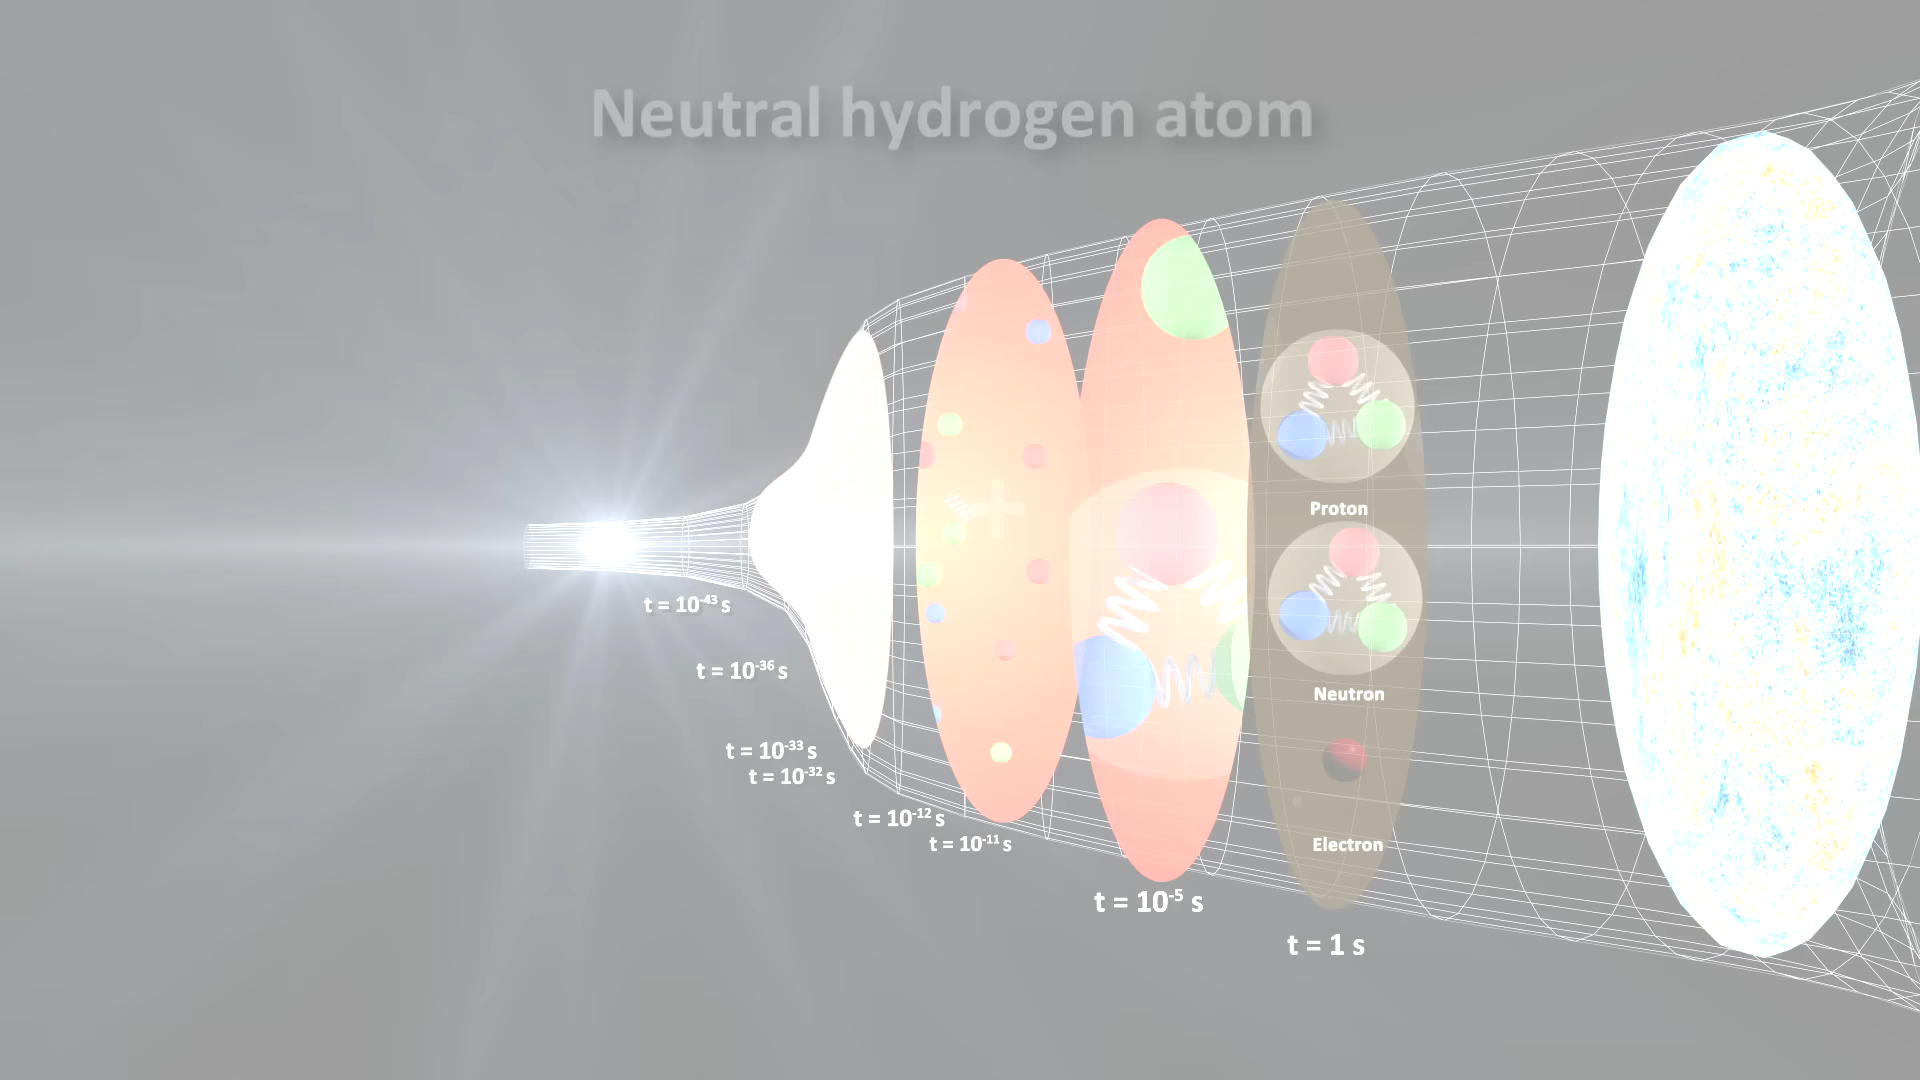 Neutral hydrogen atom
Proton
Neutron
Electron
t = 10⁻⁴³ s
t = 10⁻³⁶ s
t = 10⁻³³ s
t = 10⁻³² s
t = 10⁻¹² s
t = 10⁻¹¹ s
t = 10⁻⁵ s
t = 1 s